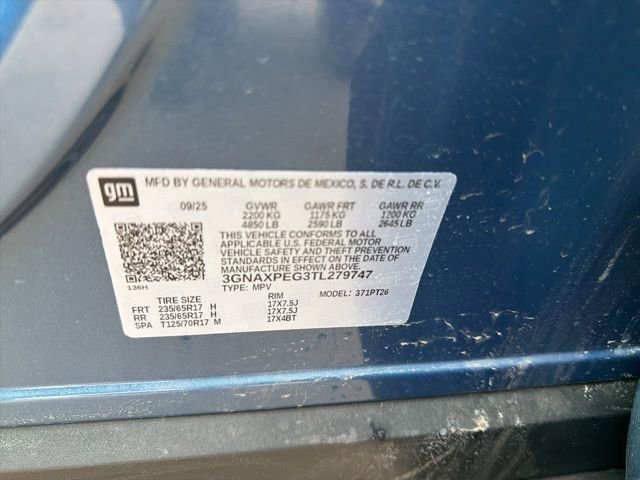 gm MFD BY GENERAL MOTORS DE MEXICO, S. DE R.L. DE C.V.
09/25 GVWR GAWR FRT GAWR RR
2200 KG 1175 KG 1200 KG
4850 LB 2590 LB 2645 LB
THIS VEHICLE CONFORMS TO ALL
APPLICABLE U.S. FEDERAL MOTOR
VEHICLE SAFETY AND THEFT PREVENTION
STANDARDS IN EFFECT ON THE DATE OF
MANUFACTURE SHOWN ABOVE.
3GNAXPEG3TL279747
136H TYPE: MPV MODEL: 371PT26
TIRE SIZE RIM
FRT 235/65R17 H 17X7.5J
RR 235/65R17 H 17X7.5J
SPA T125/70R17 M 17X4BT